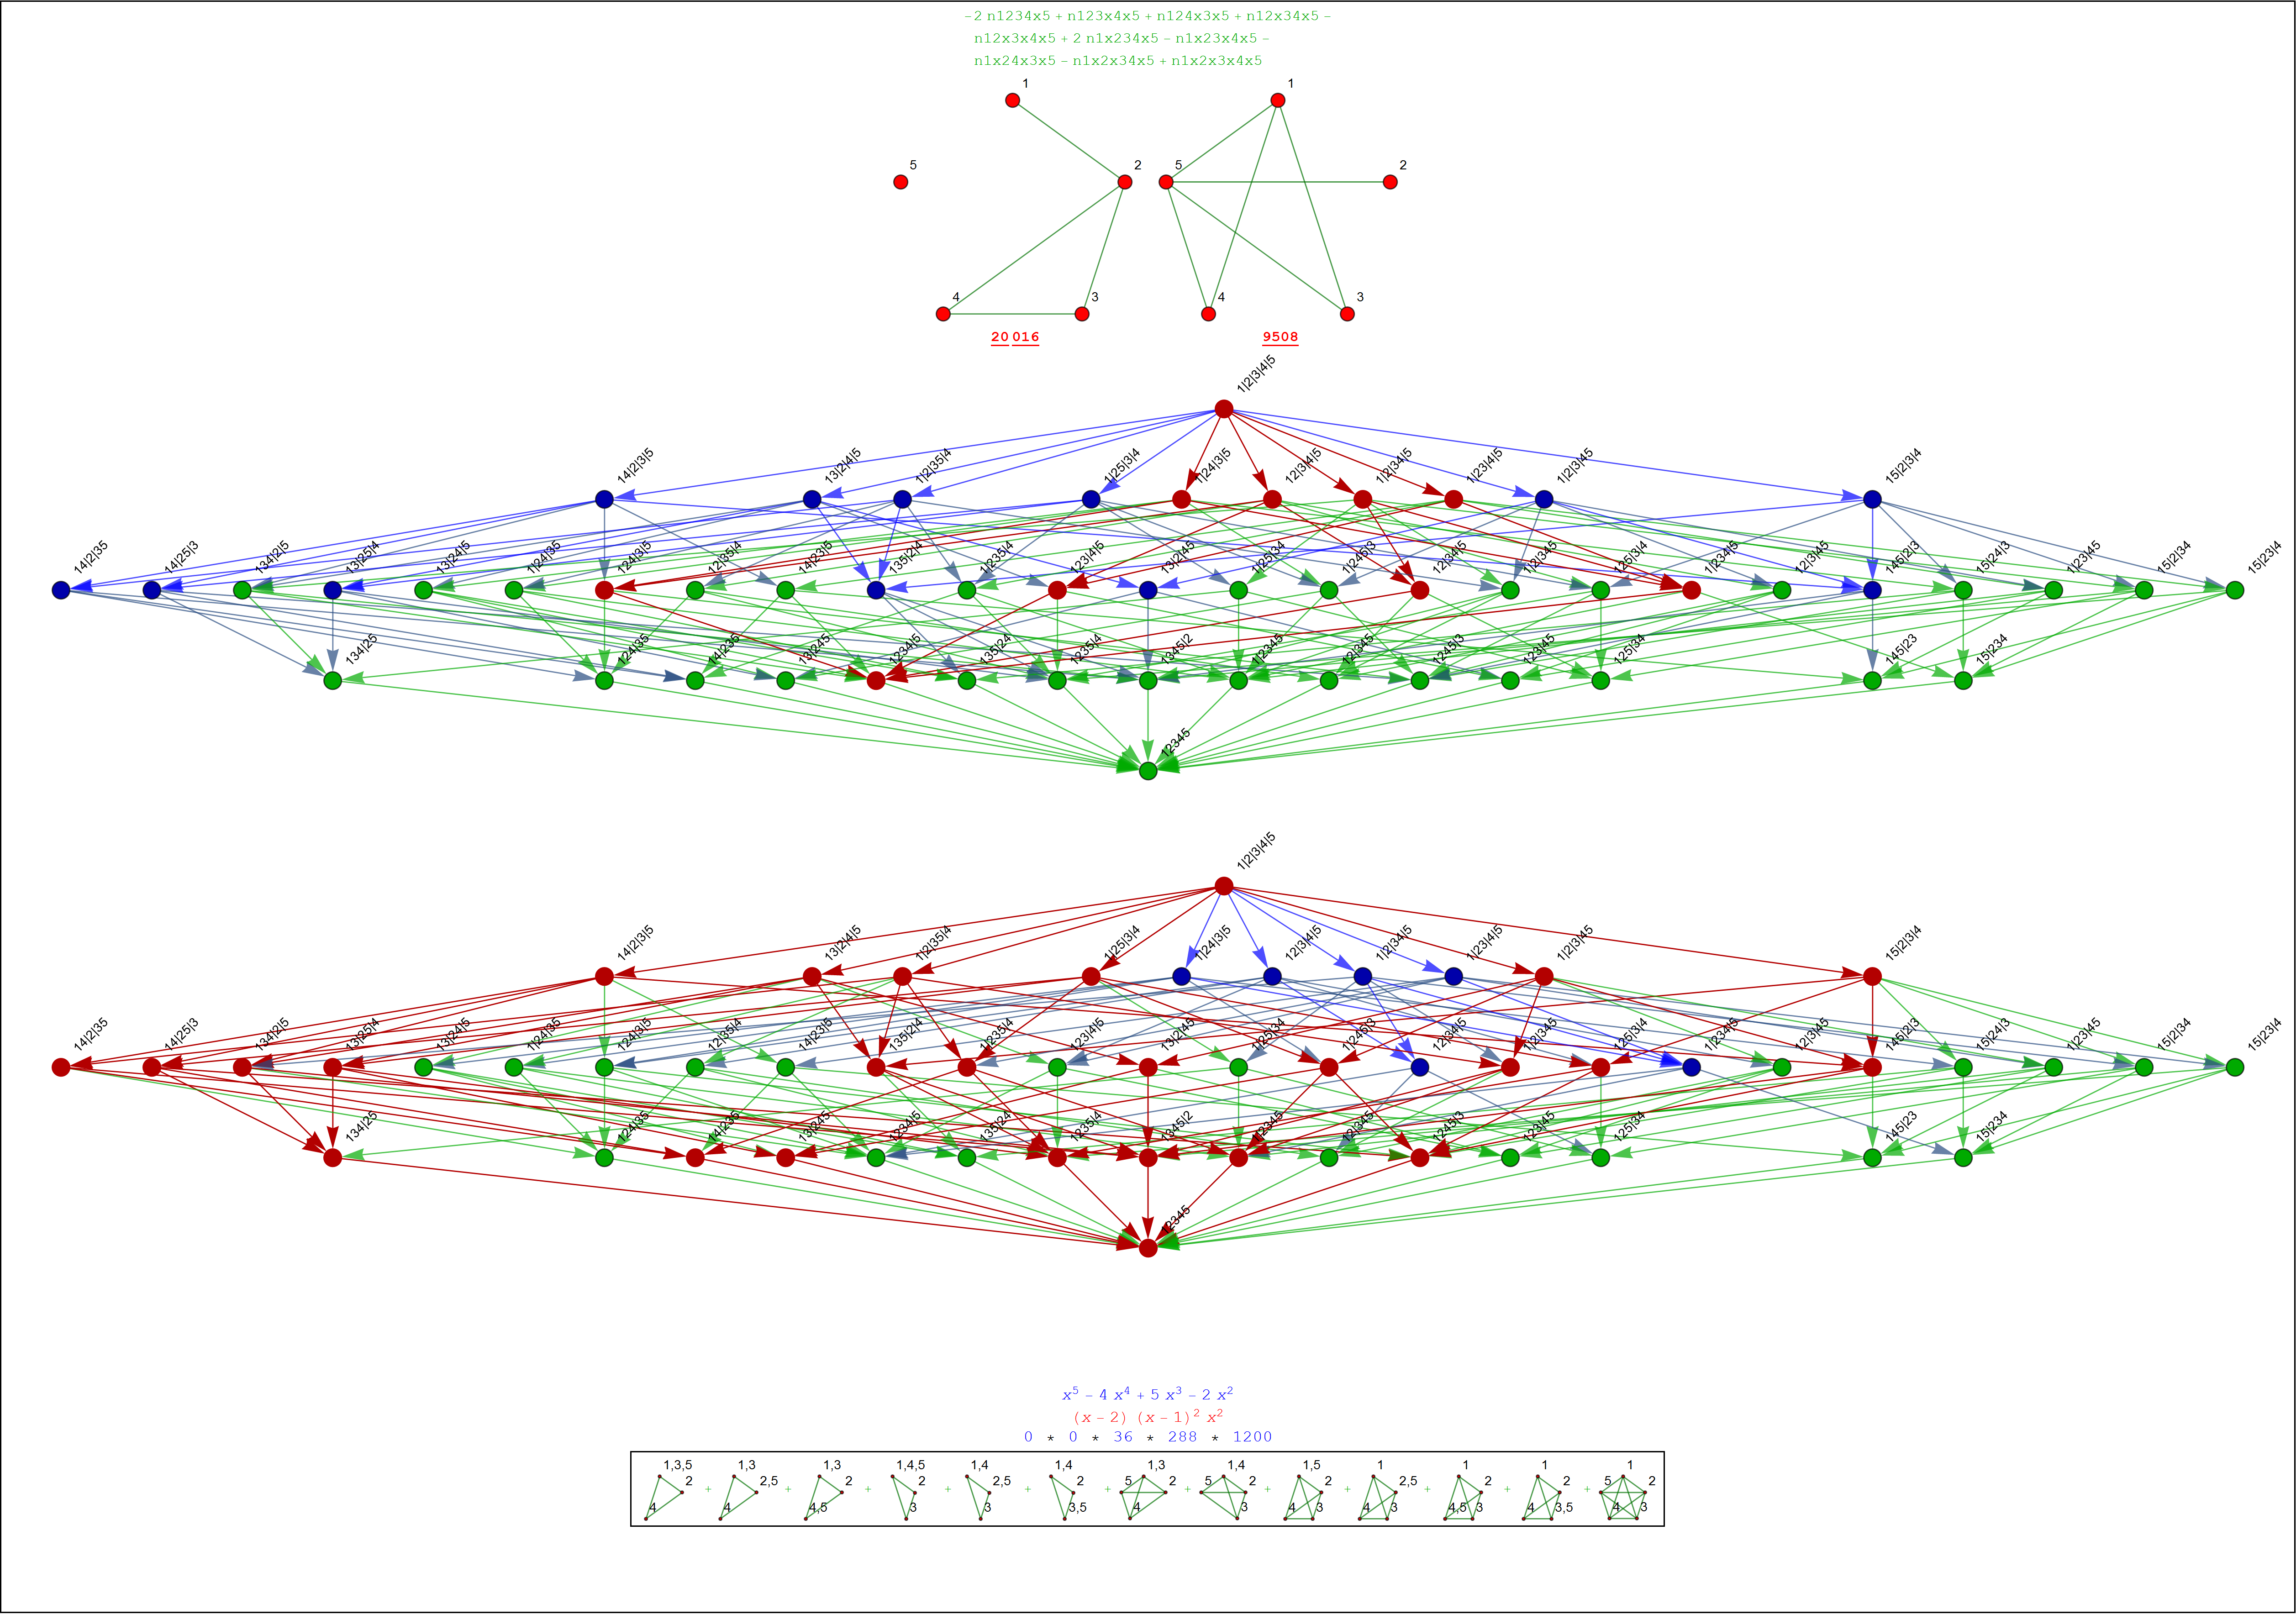 -2 n1234x5 + n123x4x5 + n124x3x5 + n12x34x5 -
n12x3x4x5 + 2 n1x234x5 - n1x23x4x5 -
n1x24x3x5 - n1x2x34x5 + n1x2x3x4x5
1 1
5 2 5 2
4 3 4 3
20 016 9508
1|2|3|4|5
14|2|3|5 13|2|4|5 1|2|35|4 1|25|3|4 1|24|3|5 12|3|4|5 1|2|34|5 1|23|4|5 1|2|3|45 15|2|3|4
14|2|35 14|25|3 134|2|5 13|25|4 13|24|5 1|24|35 124|3|5 12|35|4 14|23|5 135|2|4 1|235|4 123|4|5 13|2|45 1|25|34 1|245|3 12|34|5 1|2|345 125|3|4 1|234|5 12|3|45 145|2|3 15|24|3 1|23|45 15|2|34 15|23|4
134|25 124|35 14|235 13|245 1234|5 135|24 1235|4 1345|2 1|2345 12|345 1245|3 123|45 125|34 145|23 15|234
12345
1|2|3|4|5
14|2|3|5 13|2|4|5 1|2|35|4 1|25|3|4 1|24|3|5 12|3|4|5 1|2|34|5 1|23|4|5 1|2|3|45 15|2|3|4
14|2|35 14|25|3 134|2|5 13|25|4 13|24|5 1|24|35 124|3|5 12|35|4 14|23|5 135|2|4 1|235|4 123|4|5 13|2|45 1|25|34 1|245|3 12|34|5 1|2|345 125|3|4 1|234|5 12|3|45 145|2|3 15|24|3 1|23|45 15|2|34 15|23|4
134|25 124|35 14|235 13|245 1234|5 135|24 1235|4 1345|2 1|2345 12|345 1245|3 123|45 125|34 145|23 15|234
12345
x⁵ - 4 x⁴ + 5 x³ - 2 x²
(x - 2) (x - 1)² x²
0 * 0 * 36 * 288 * 1200
1,3,5 1,3 1,3 1,4,5 1,4 1,4 1,3 1,4 1,5 1 1 1 1
2 2,5 2 2 2,5 2 5 2 5 2 2 2,5 2 2 5 2
+ + + + + + + + + + + +
4 4 4,5 3 3 3,5 4 3 4 3 4 3 4,5 3 4 3,5 4 3